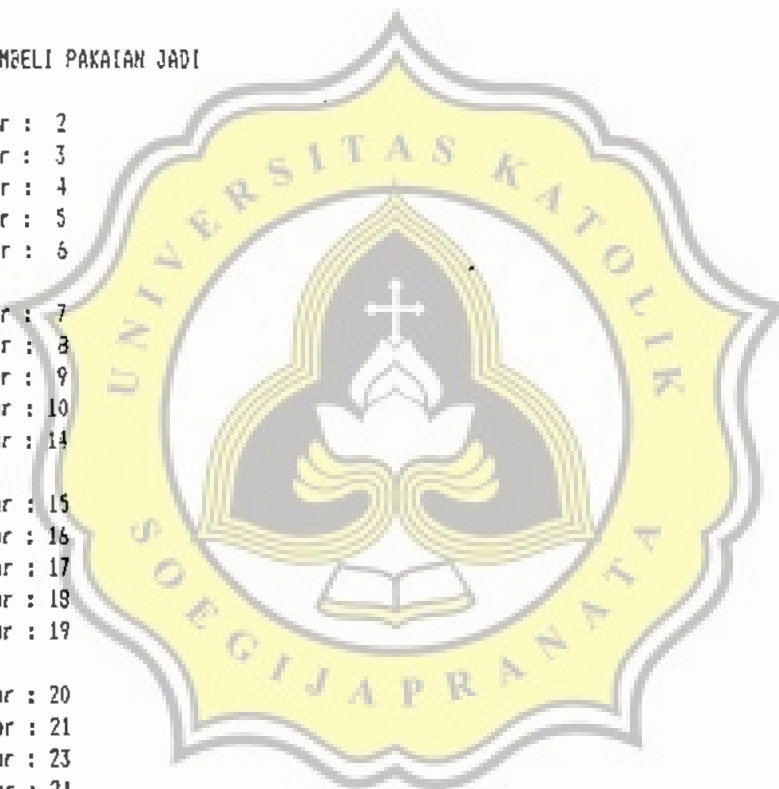 MBELI PAKAIAN JADI
r : 2
r : 3
r : 4
r : 5
r : 6
r : 7
r : 8
r : 9
r : 10
r : 14
r : 15
r : 16
r : 17
r : 18
r : 19
r : 20
r : 21
r : 23
UNIVERSITAS KATOLIK
SOEGIJAPRANATA